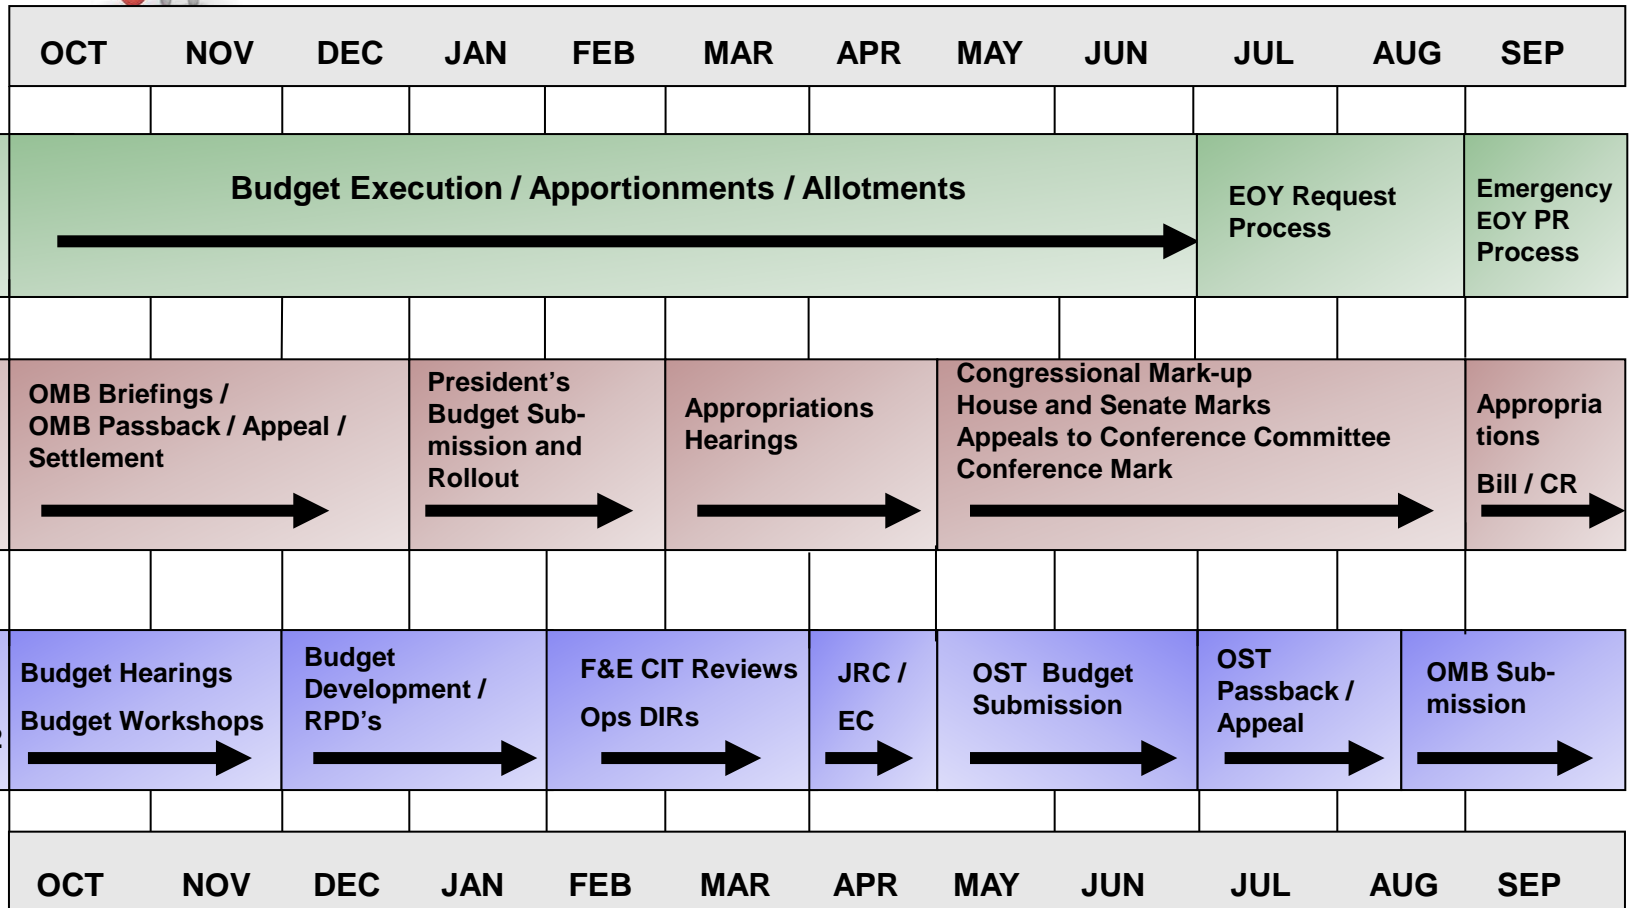 OCT NOV DEC JAN FEB MAR APR MAY JUN JUL AUG SEP
Budget Execution / Apportionments / Allotments
EOY Request
Process
Emergency
EOY PR
Process
OMB Briefings /
OMB Passback / Appeal /
Settlement
President’s
Budget Sub-
mission and
Rollout
Appropriations
Hearings
Congressional Mark-up
House and Senate Marks
Appeals to Conference Committee
Conference Mark
Appropria
tions
Bill / CR
Budget Hearings
Budget Workshops
Budget
Development /
RPD’s
F&E CIT Reviews
Ops DIRs
JRC /
EC
OST Budget
Submission
OST
Passback /
Appeal
OMB Sub-
mission
OCT NOV DEC JAN FEB MAR APR MAY JUN JUL AUG SEP